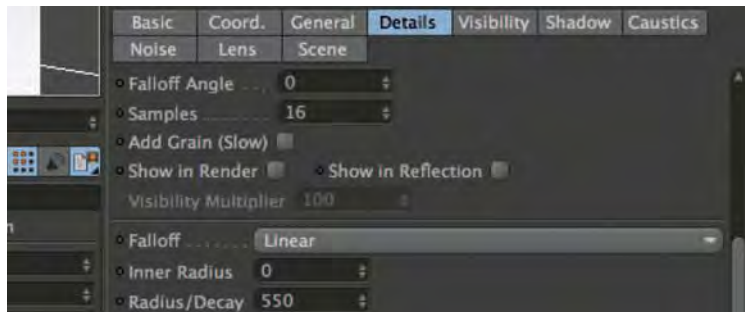 Basic Coord. General Details Visibility Shadow Caustics
Noise Lens Scene
Falloff Angle . . . 0
Samples . . . . . . . . . 16
Add Grain (Slow)
Show in Render Show in Reflection
Visibility Multiplier 100
Falloff . . . . . . . Linear
Inner Radius 0
Radius/Decay 550